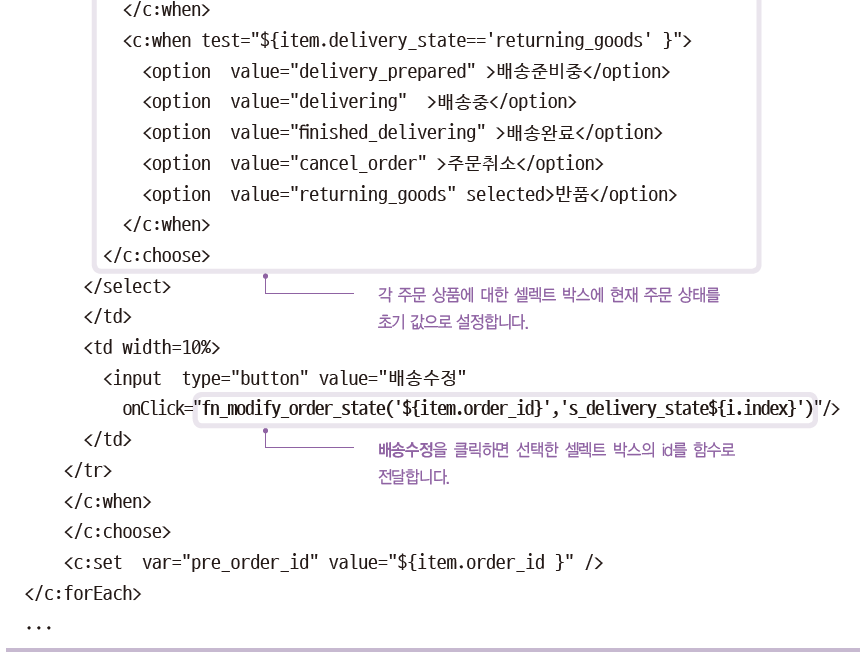 </c:when>
<c:when test="${item.delivery_state=='returning_goods' }">
<option  value="delivery_prepared" >배송준비중</option>
<option  value="delivering"  >배송중</option>
<option  value="finished_delivering" >배송완료</option>
<option  value="cancel_order" >주문취소</option>
<option  value="returning_goods" selected>반품</option>
</c:when>
</c:choose>
</select>
각 주문 상품에 대한 셀렉트 박스에 현재 주문 상태를
초기 값으로 설정합니다.
</td>
<td width=10%>
<input  type="button" value="배송수정"
onClick="fn_modify_order_state('${item.order_id}','s_delivery_state${i.index}')"/>
</td>
배송수정을 클릭하면 선택한 셀렉트 박스의 id를 함수로
전달합니다.
</tr>
</c:when>
</c:choose>
<c:set  var="pre_order_id" value="${item.order_id }" />
</c:forEach>
...